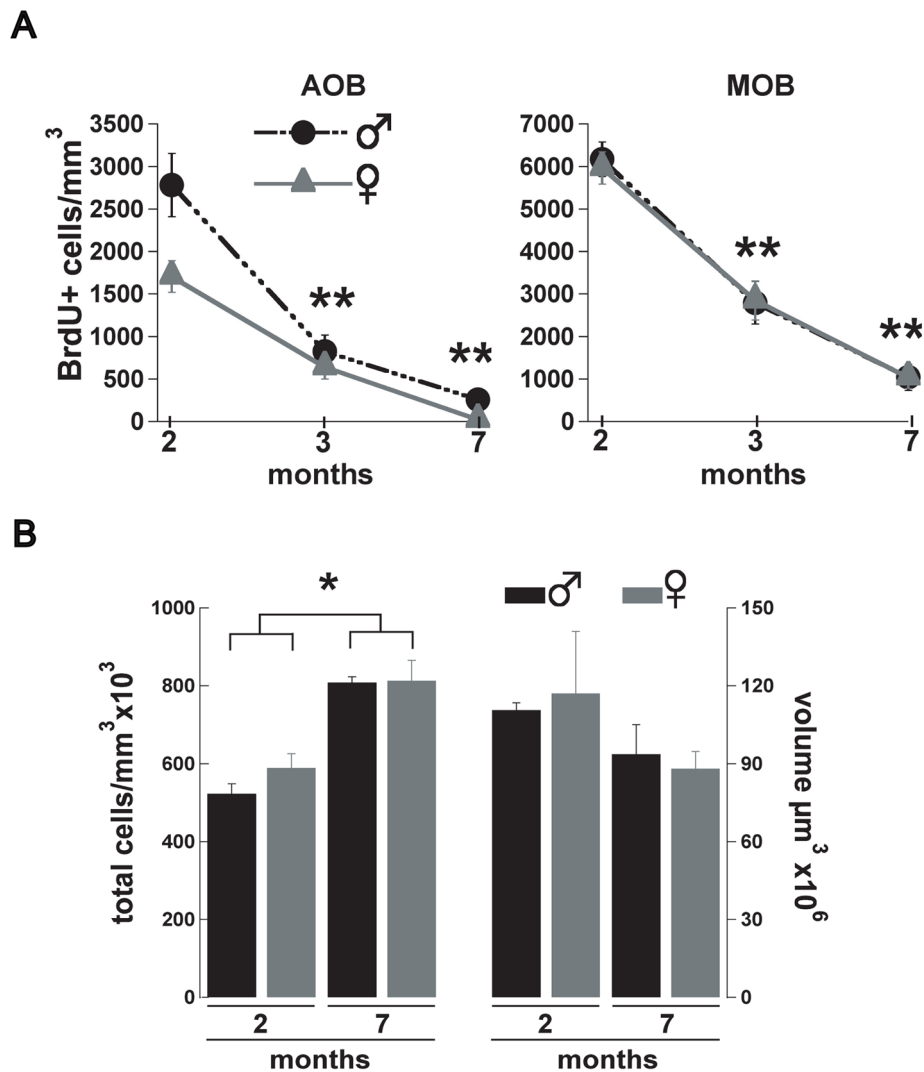 A
AOB
MOB
BrdU+ cells/mm³
3500
3000
2500
2000
1500
1000
500
0
♂
♀
**
**
2 3 7
months
7000
6000
5000
4000
3000
2000
1000
0
**
**
2 3 7
months
B
*
♂ ♀
total cells/mm³x10³
1000
800
600
400
200
0
2 7
months
150
120
90
60
30
0
volume µm³ x10⁶
2 7
months